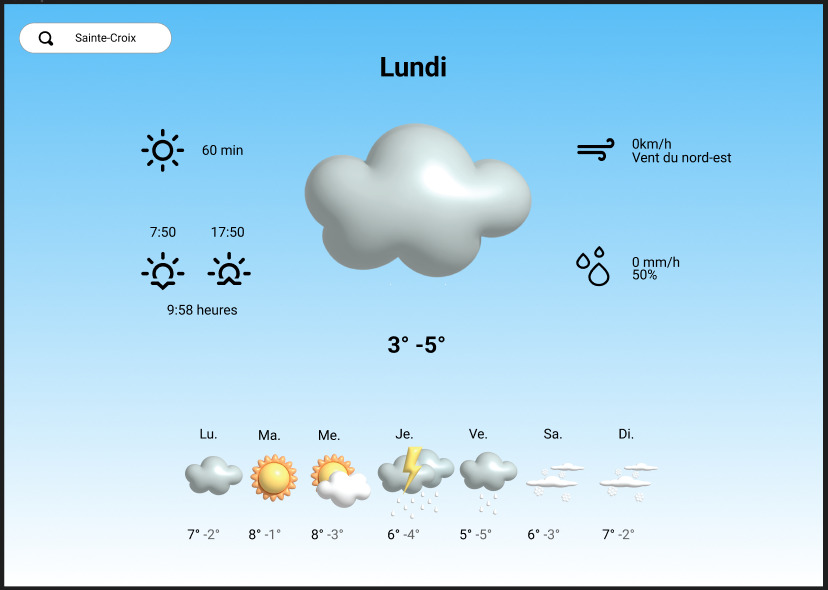 Sainte-Croix
Lundi
60 min
0km/h
Vent du nord-est
7:50 17:50
9:58 heures
0 mm/h
50%
3° -5°
Lu. Ma. Me. Je. Ve. Sa. Di.
7° -2° 8° -1° 8° -3° 6° -4° 5° -5° 6° -3° 7° -2°